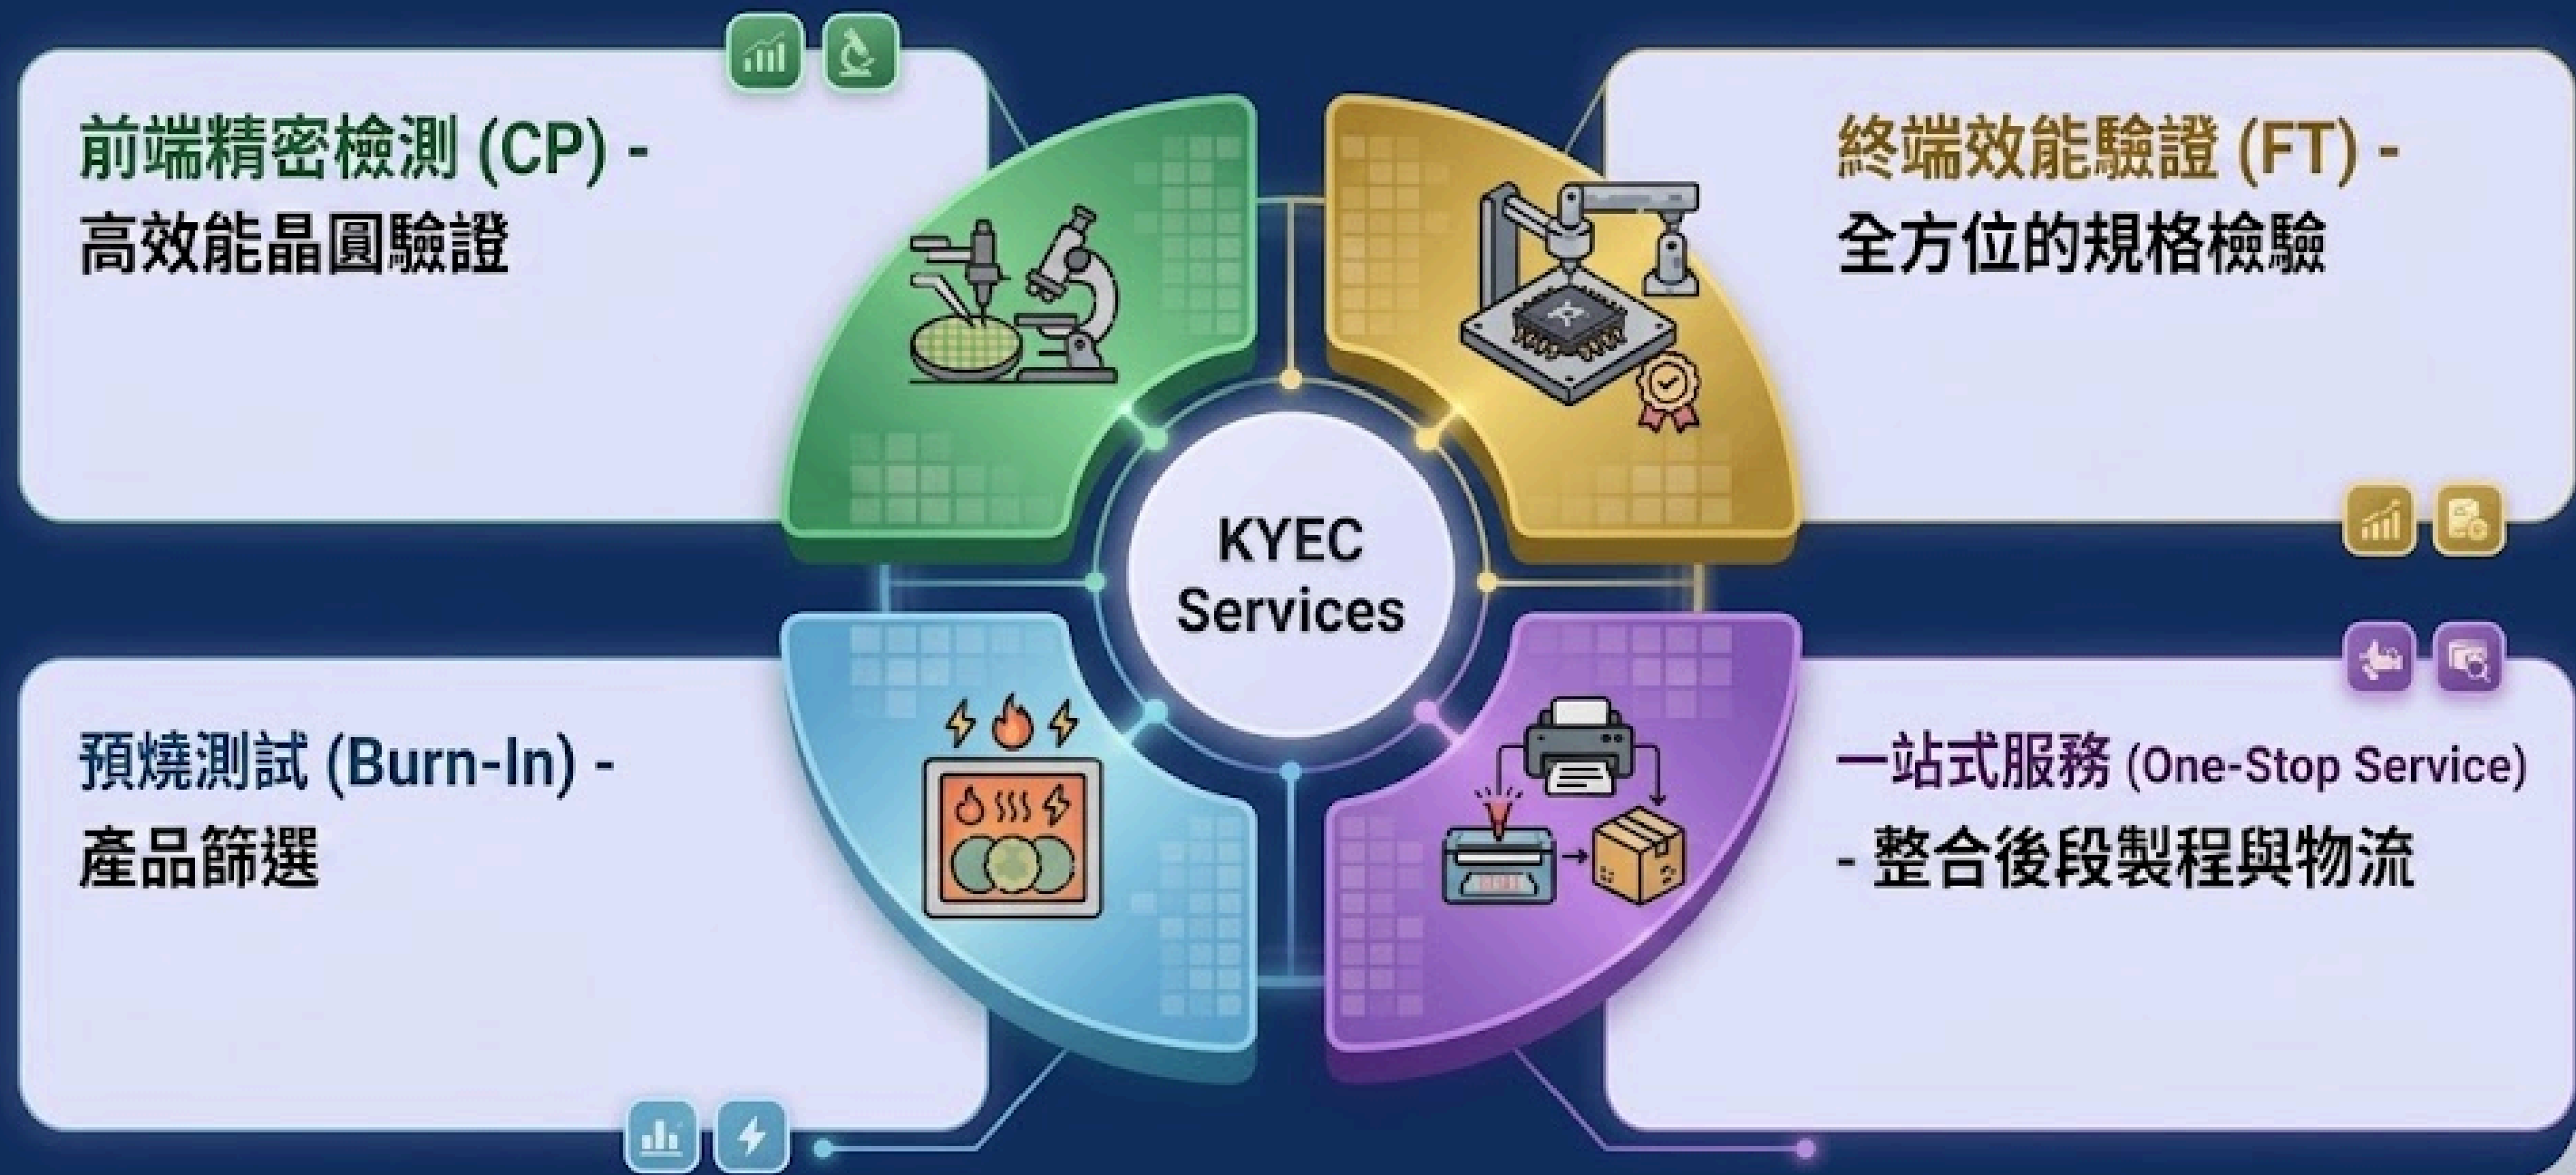 前端精密檢測 (CP) -
高效能晶圓驗證
終端效能驗證 (FT) -
全方位的規格檢驗
KYEC
Services
預燒測試 (Burn-In) -
產品篩選
一站式服務 (One-Stop Service)
- 整合後段製程與物流